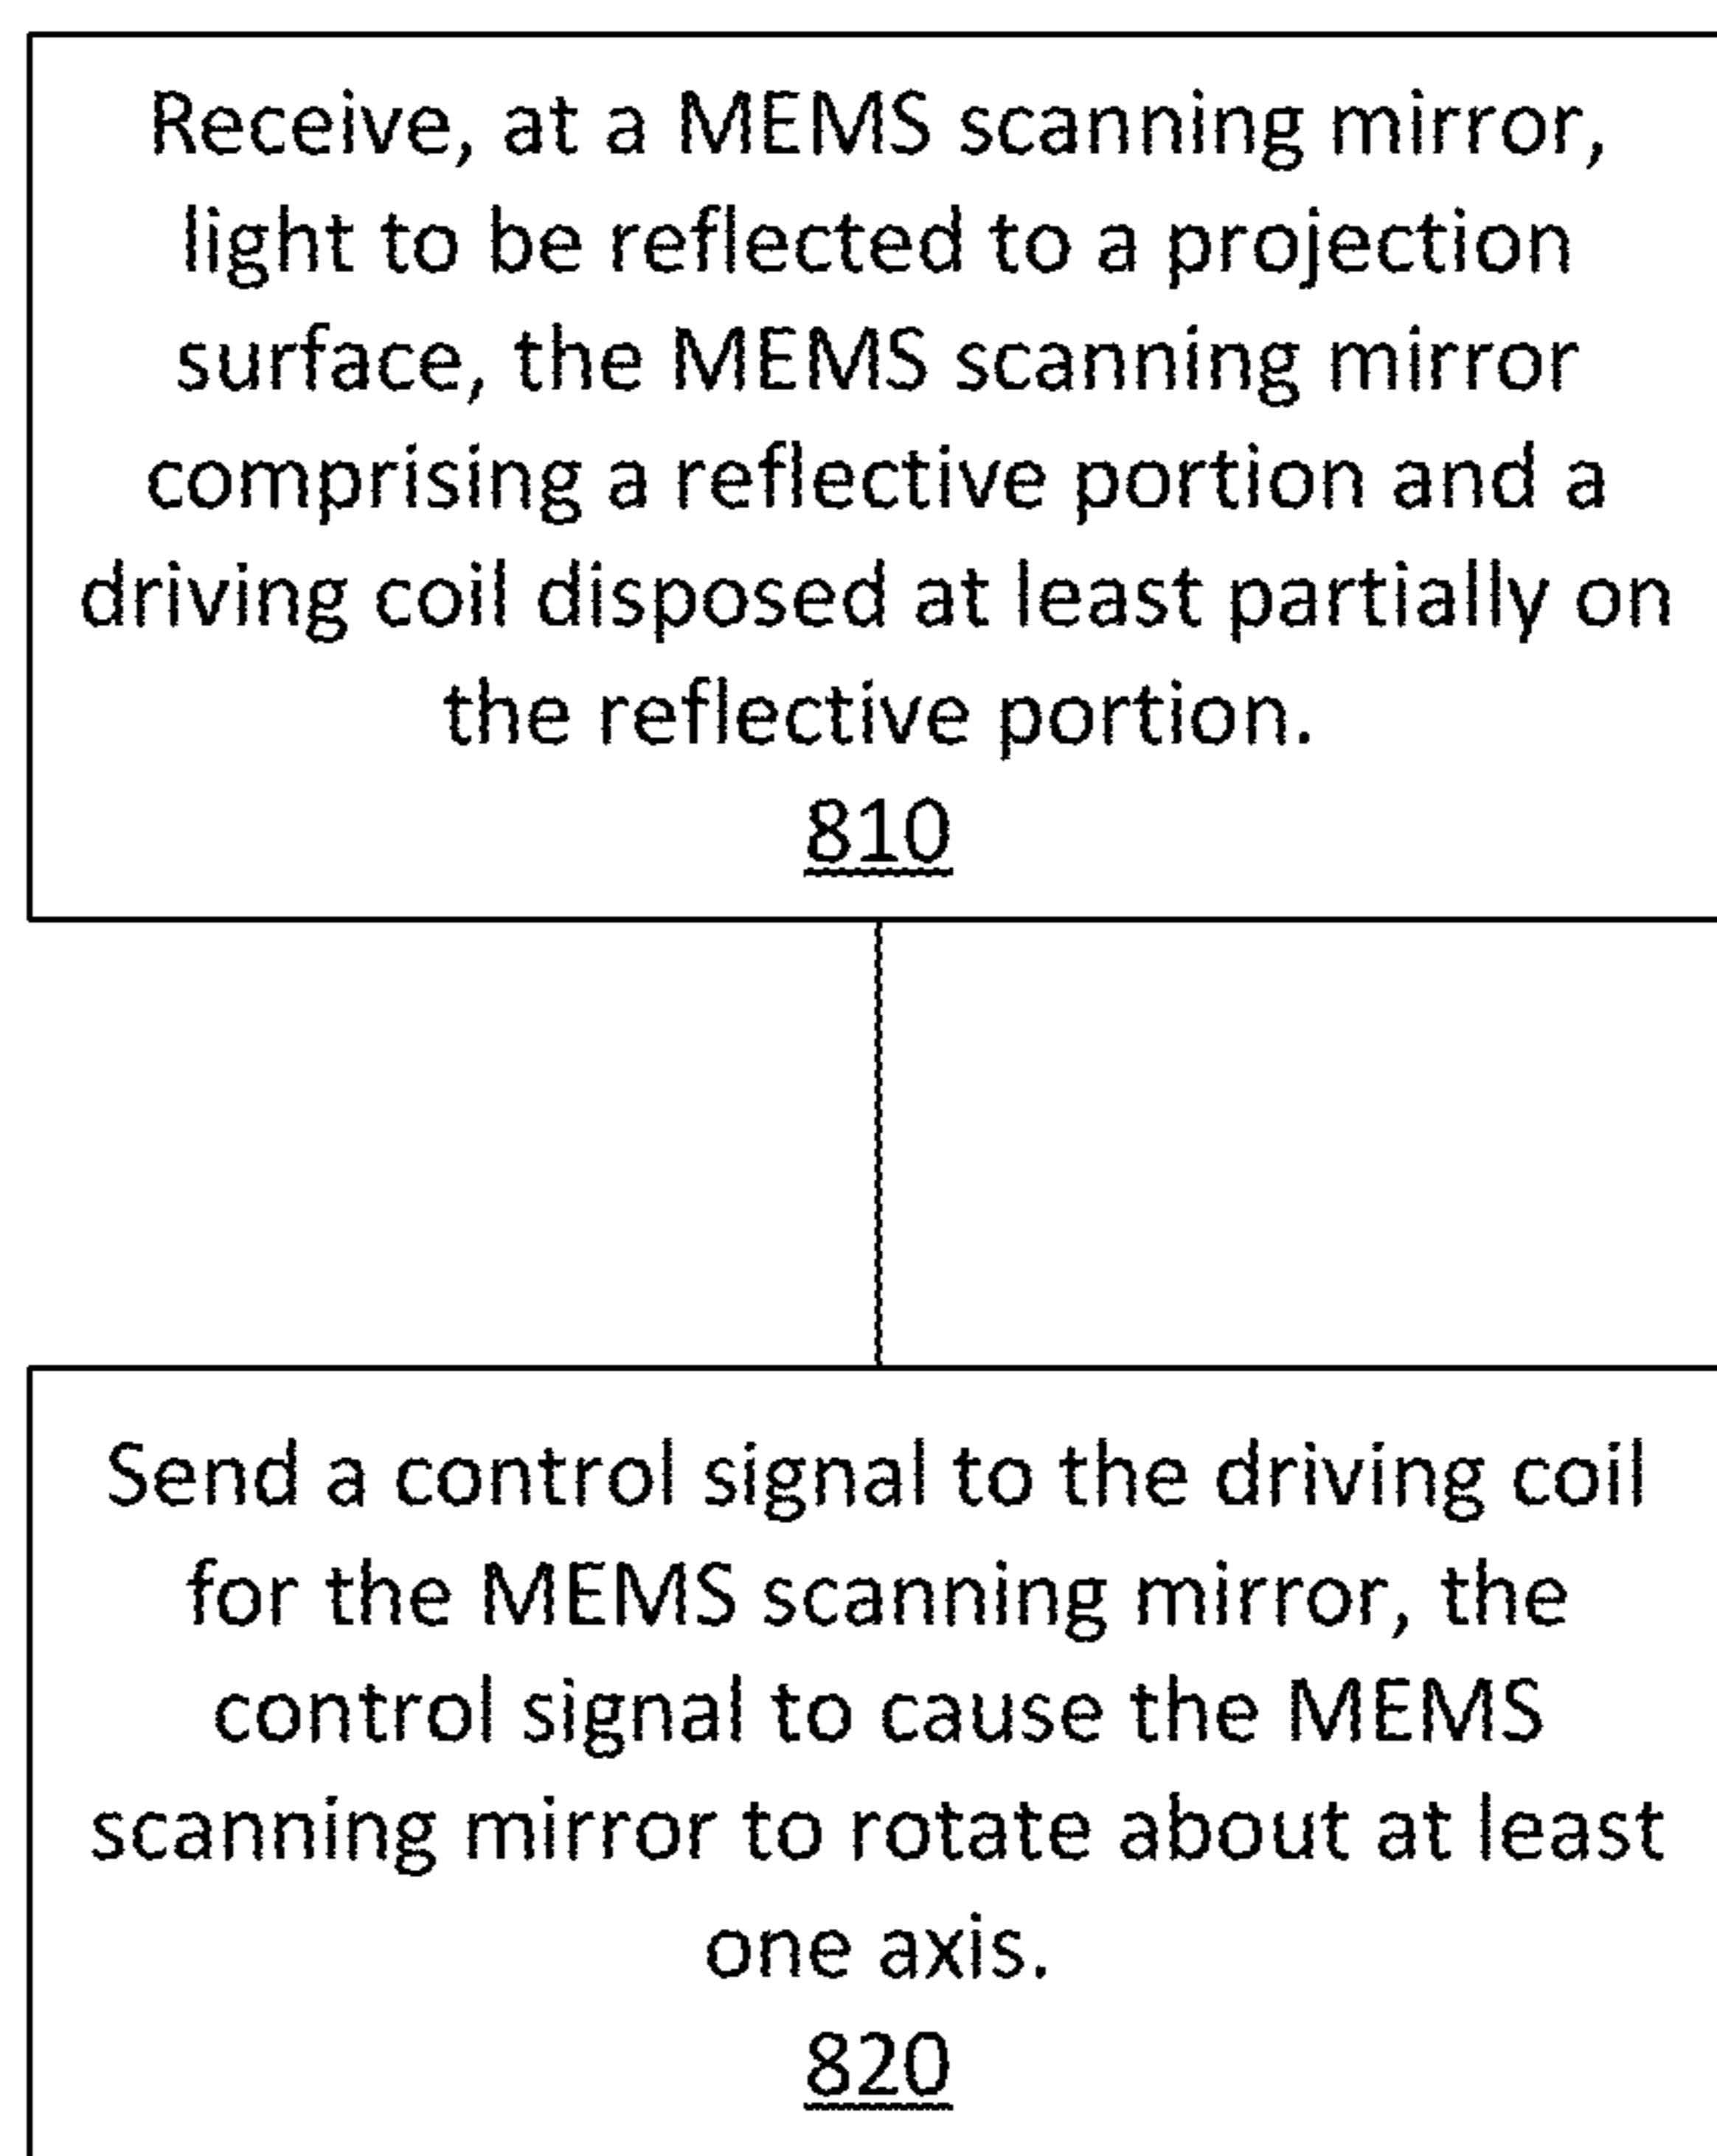 Receive, at a MEMS scanning mirror,
light to be reflected to a projection
surface, the MEMS scanning mirror
comprising a reflective portion and a
driving coil disposed at least partially on
the reflective portion.
810
Send a control signal to the driving coil
for the MEMS scanning mirror, the
control signal to cause the MEMS
scanning mirror to rotate about at least
one axis.
820